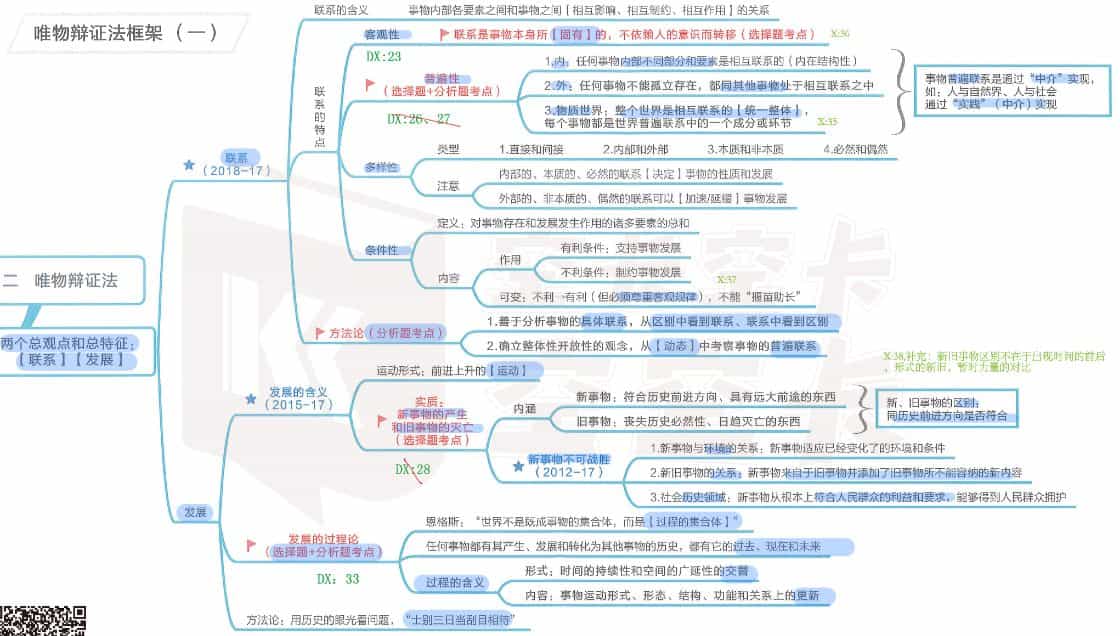 唯物辩证法框架（一）
二 唯物辩证法
两个总观点和总特征：
【联系】【发展】
联系
（2018-17）
联系的含义
事物内部各要素之间和事物之间【相互影响、相互制约、相互作用】的关系
联系的特点
客观性
联系是事物本身所【固有】的，不依赖人的意识而转移（选择题考点）
X:36
DX:23
普遍性
（选择题+分析题考点）
DX:26、27
1.内：任何事物内部不同部分和要素是相互联系的（内在结构性）
2.外：任何事物不能孤立存在，都同其他事物处于相互联系之中
3.物质世界：整个世界是相互联系的【统一整体】，
每个事物都是世界普遍联系中的一个成分或环节
X:35
事物普遍联系是通过“中介”实现，
如：人与自然界、人与社会
通过“实践”（中介）实现
多样性
类型
1.直接和间接
2.内部和外部
3.本质和非本质
4.必然和偶然
注意
内部的、本质的、必然的联系【决定】事物的性质和发展
外部的、非本质的、偶然的联系可以【加速/延缓】事物发展
条件性
定义：对事物存在和发展发生作用的诸多要素的总和
内容
作用
有利条件：支持事物发展
不利条件：制约事物发展
X:37
可变：不利→有利（但必须尊重客观规律），不能“揠苗助长”
方法论（分析题考点）
1.善于分析事物的具体联系，从区别中看到联系、联系中看到区别
2.确立整体性开放性的观念，从【动态】中考察事物的普遍联系
发展
发展的含义
（2015-17）
运动形式：前进上升的【运动】
实质：
新事物的产生
和旧事物的灭亡
（选择题考点）
DX:28
内涵
新事物：符合历史前进方向、具有远大前途的东西
旧事物：丧失历史必然性、日趋灭亡的东西
X:38,补充：新旧事物区别不在于出现时间的前后
、形式的新旧、暂时力量的对比
新、旧事物的区别：
同历史前进方向是否符合
新事物不可战胜
（2012-17）
1.新事物与环境的关系：新事物适应已经变化了的环境和条件
2.新旧事物的关系：新事物来自于旧事物并添加了旧事物所不能容纳的新内容
3.社会历史领域：新事物从根本上符合人民群众的利益和要求，能够得到人民群众拥护
发展的过程论
（选择题+分析题考点）
DX: 33
恩格斯：“世界不是既成事物的集合体，而是【过程的集合体】”
任何事物都有其产生、发展和转化为其他事物的历史，都有它的过去、现在和未来
过程的含义
形式：时间的持续性和空间的广延性的交替
内容：事物运动形式、形态、结构、功能和关系上的更新
方法论：用历史的眼光看问题，“士别三日当刮目相待”